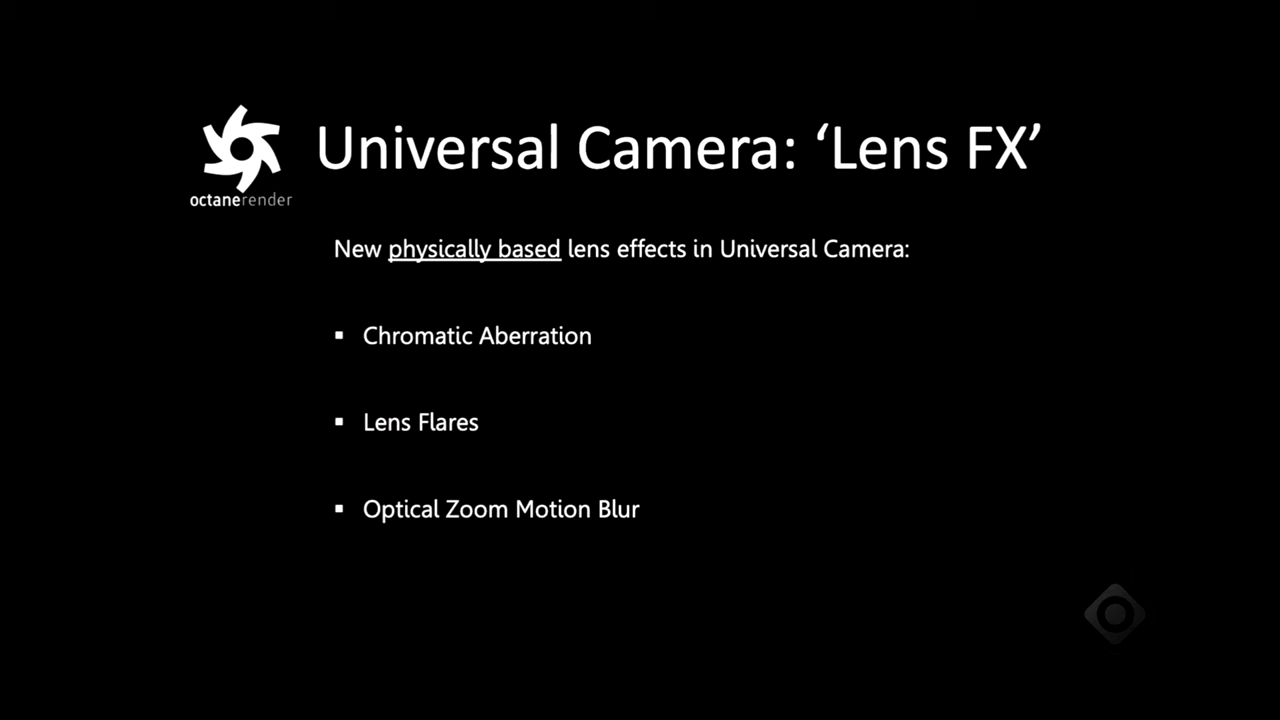 Universal Camera: ‘Lens FX’
octanerender
New physically based lens effects in Universal Camera:
▪ Chromatic Aberration
▪ Lens Flares
▪ Optical Zoom Motion Blur